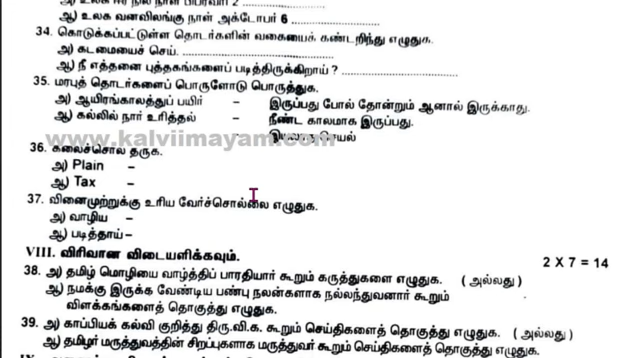 ஆ) உலக வனவிலங்கு நாள் அக்டோபர் 6 ....................
34. கொடுக்கப்பட்டுள்ள தொடர்களின் வகையைக் கண்டறிந்து எழுதுக.
அ) கடமையைச் செய். ....................
ஆ) நீ எத்தனை புத்தகங்களைப் படித்திருக்கிறாய் ? ....................
35. மரபுத் தொடர்களைப் பொருளோடு பொருத்துக.
அ) ஆயிரங்காலத்துப் பயிர் – இருப்பது போல் தோன்றும் ஆனால் இருக்காது.
ஆ) கல்லில் நார் உரித்தல் – நீண்ட காலமாக இருப்பது.
www.kalviimayam.com – இயலாத செயல்
36. கலைச்சொல் தருக.
அ) Plain –
ஆ) Tax –
37. வினைமுற்றுக்கு உரிய வேர்ச்சொல்லை எழுதுக.
அ) வாழிய –
ஆ) படித்தாய் –
VIII. விரிவான விடையளிக்கவும். 2 X 7 = 14
38. அ) தமிழ் மொழியை வாழ்த்திப் பாரதியார் கூறும் கருத்துகளை எழுதுக. (அல்லது)
ஆ) நமக்கு இருக்க வேண்டிய பண்பு நலன்களாக நல்லந்துவனார் கூறும்
விளக்கங்களைத் தொகுத்து எழுதுக.
39. அ) காப்பியக் கல்வி குறித்து திரு.வி.க. கூறும் செய்திகளைத் தொகுத்து எழுதுக. (அல்லது)
ஆ) தமிழர் மருத்துவத்தின் சிறப்புகளாக மருத்துவர் கூறும் செய்திகளைத் தொகுத்து எழுதுக.